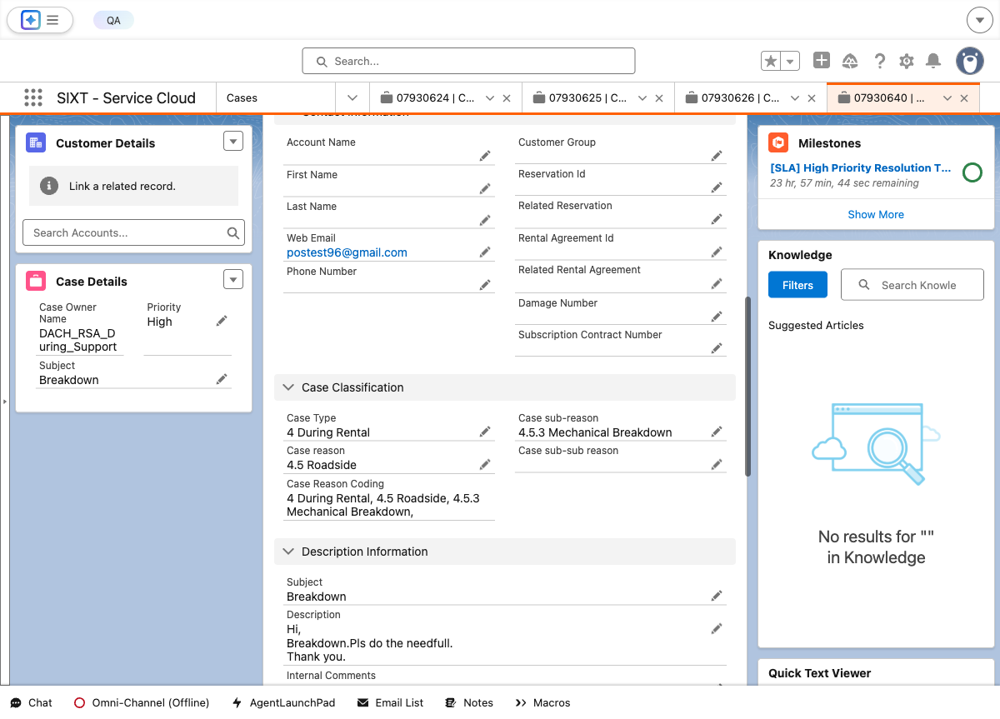 QA
Search...
SIXT - Service Cloud
Cases
07930624 | C...
07930625 | C...
07930626 | C...
07930640 | ...
Customer Details
Link a related record.
Search Accounts...
Case Details
Case Owner
Name
DACH_RSA_D
uring_Support
Priority
High
Subject
Breakdown
Contact Information
Account Name
First Name
Last Name
Web Email
postest96@gmail.com
Phone Number
Customer Group
Reservation Id
Related Reservation
Rental Agreement Id
Related Rental Agreement
Damage Number
Subscription Contract Number
Case Classification
Case Type
4 During Rental
Case reason
4.5 Roadside
Case Reason Coding
4 During Rental, 4.5 Roadside, 4.5.3
Mechanical Breakdown,
Case sub-reason
4.5.3 Mechanical Breakdown
Case sub-sub reason
Description Information
Subject
Breakdown
Description
Hi,
Breakdown.Pls do the needfull.
Thank you.
Internal Comments
Milestones
[SLA] High Priority Resolution T...
23 hr, 57 min, 44 sec remaining
Show More
Knowledge
Filters
Search Knowle
Suggested Articles
No results for ""
in Knowledge
Quick Text Viewer
Chat
Omni-Channel (Offline)
AgentLaunchPad
Email List
Notes
Macros